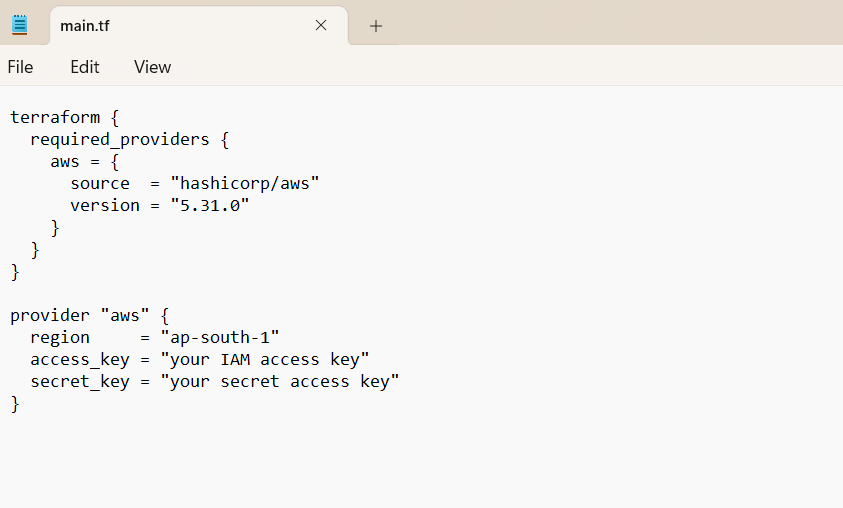 main.tf
File Edit View
terraform {
  required_providers {
    aws = {
      source  = "hashicorp/aws"
      version = "5.31.0"
    }
  }
}

provider "aws" {
  region     = "ap-south-1"
  access_key = "your IAM access key"
  secret_key = "your secret access key"
}